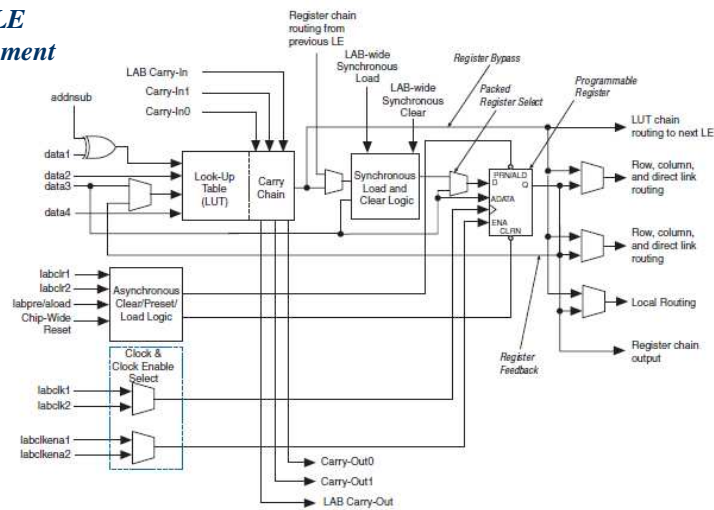 LE
ment
Register chain
routing from
previous LE
LAB-wide
Synchronous
Load
LAB-wide
Synchronous
Clear
Register Bypass
Packed
Register Select
Programmable
Register
LAB Carry-In
Carry-In1
Carry-In0
addnsub
data1
data2
data3
data4
Look-Up
Table
(LUT)
Carry
Chain
Synchronous
Load and
Clear Logic
PRN/ALD
D
Q
ADATA
ENA
CLRN
LUT chain
routing to next LE
Row, column,
and direct link
routing
Row, column,
and direct link
routing
Local Routing
Register chain
output
Register
Feedback
labclr1
labclr2
labpre/aload
Chip-Wide
Reset
Asynchronous
Clear/Preset/
Load Logic
Clock &
Clock Enable
Select
labclk1
labclk2
labclkena1
labclkena2
Carry-Out0
Carry-Out1
LAB Carry-Out